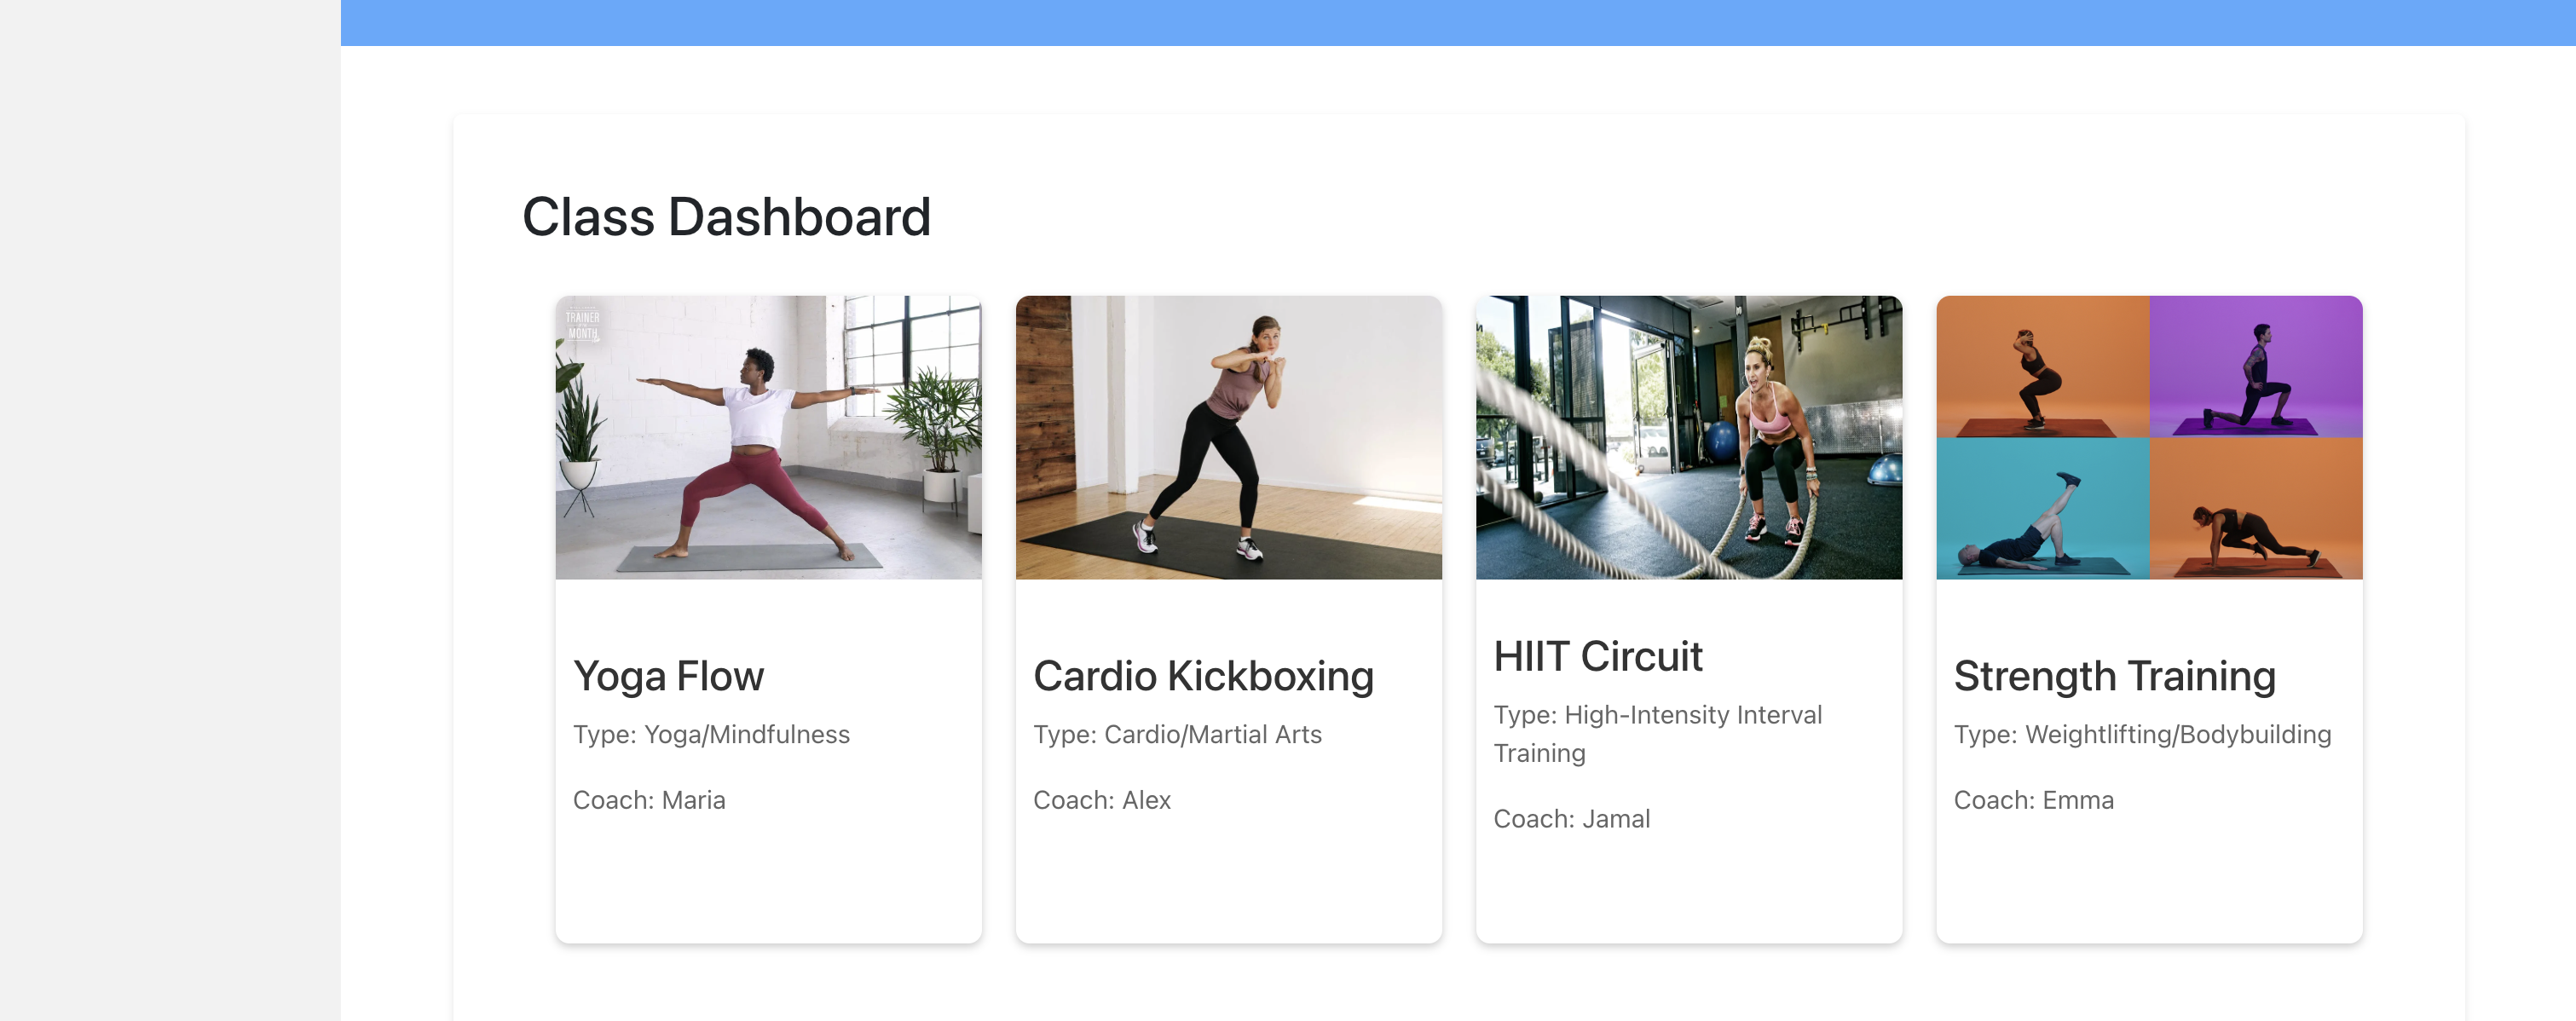 Class Dashboard
TRAINER
MONTH
Yoga Flow
Type: Yoga/Mindfulness
Coach: Maria
Cardio Kickboxing
Type: Cardio/Martial Arts
Coach: Alex
HIIT Circuit
Type: High-Intensity Interval
Training
Coach: Jamal
Strength Training
Type: Weightlifting/Bodybuilding
Coach: Emma